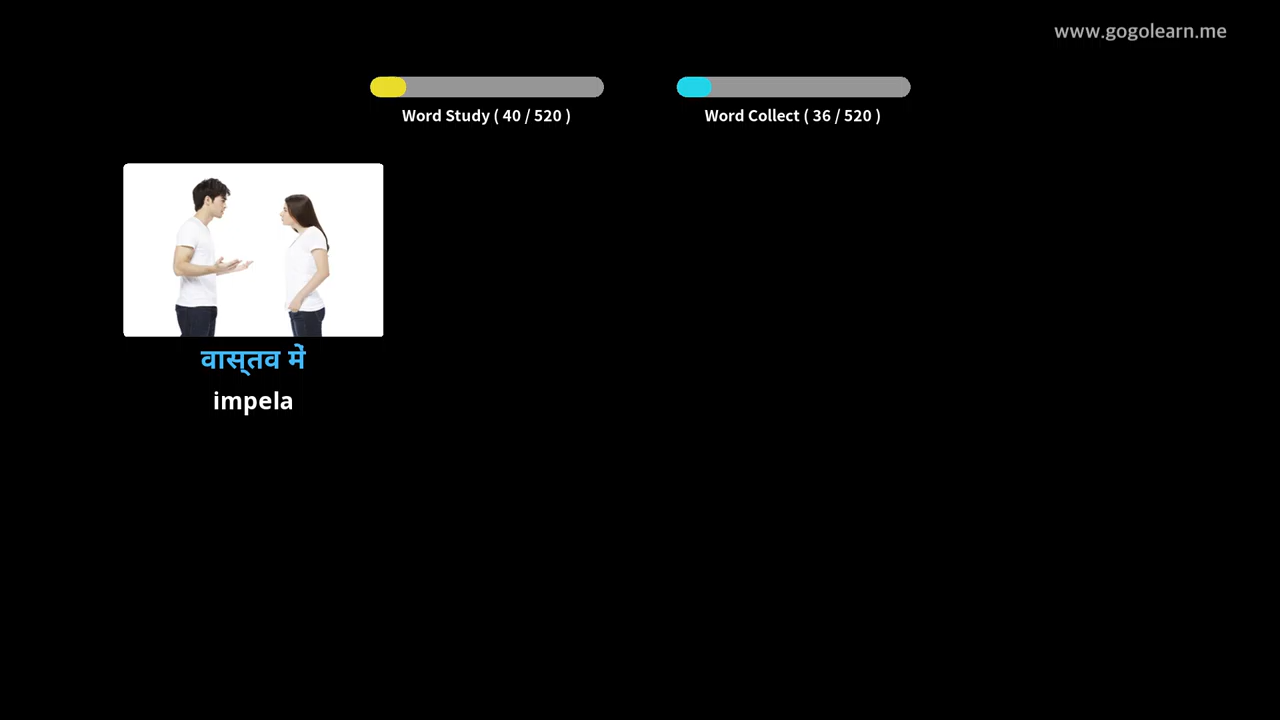 www.gogolearn.me
Word Study ( 40 / 520 )
Word Collect ( 36 / 520 )
वास्तव में
impela